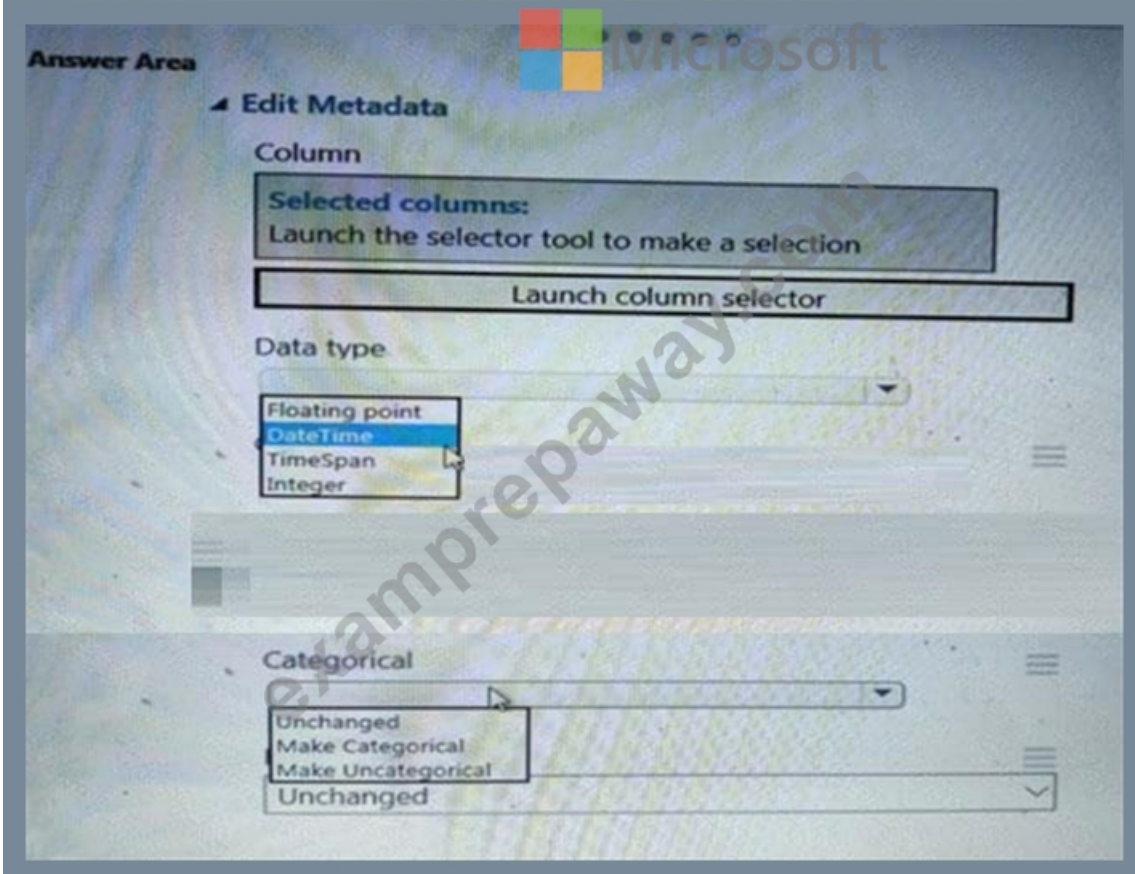 Microsoft
Answer Area
Edit Metadata
Column
Selected columns:
Launch the selector tool to make a selection
Launch column selector
Data type
Floating point
DateTime
TimeSpan
Integer
Categorical
Unchanged
Make Categorical
Make Uncategorical
Unchanged
examprepaway.com